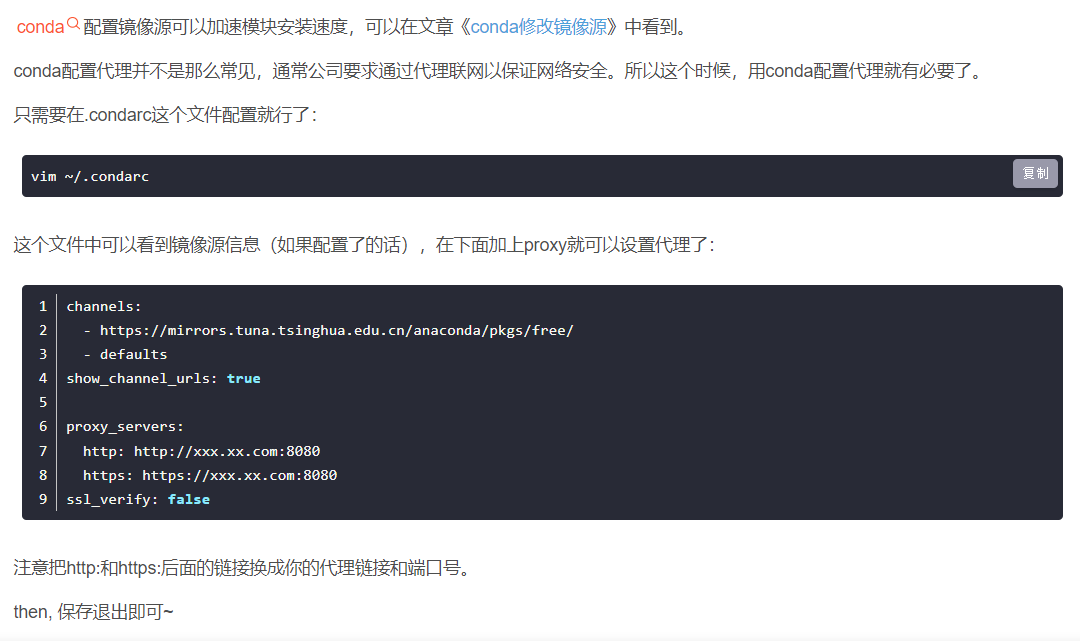 conda配置镜像源可以加速模块安装速度，可以在文章《conda修改镜像源》中看到。
conda配置代理并不是那么常见，通常公司要求通过代理联网以保证网络安全。所以这个时候，用conda配置代理就有必要了。
只需要在.condarc这个文件配置就行了：
vim ~/.condarc
复制
这个文件中可以看到镜像源信息（如果配置了的话），在下面加上proxy就可以设置代理了：
1 channels:
2   - https://mirrors.tuna.tsinghua.edu.cn/anaconda/pkgs/free/
3   - defaults
4 show_channel_urls: true
5
6 proxy_servers:
7   http: http://xxx.xx.com:8080
8   https: https://xxx.xx.com:8080
9 ssl_verify: false
注意把http:和https:后面的链接换成你的代理链接和端口号。
then, 保存退出即可~